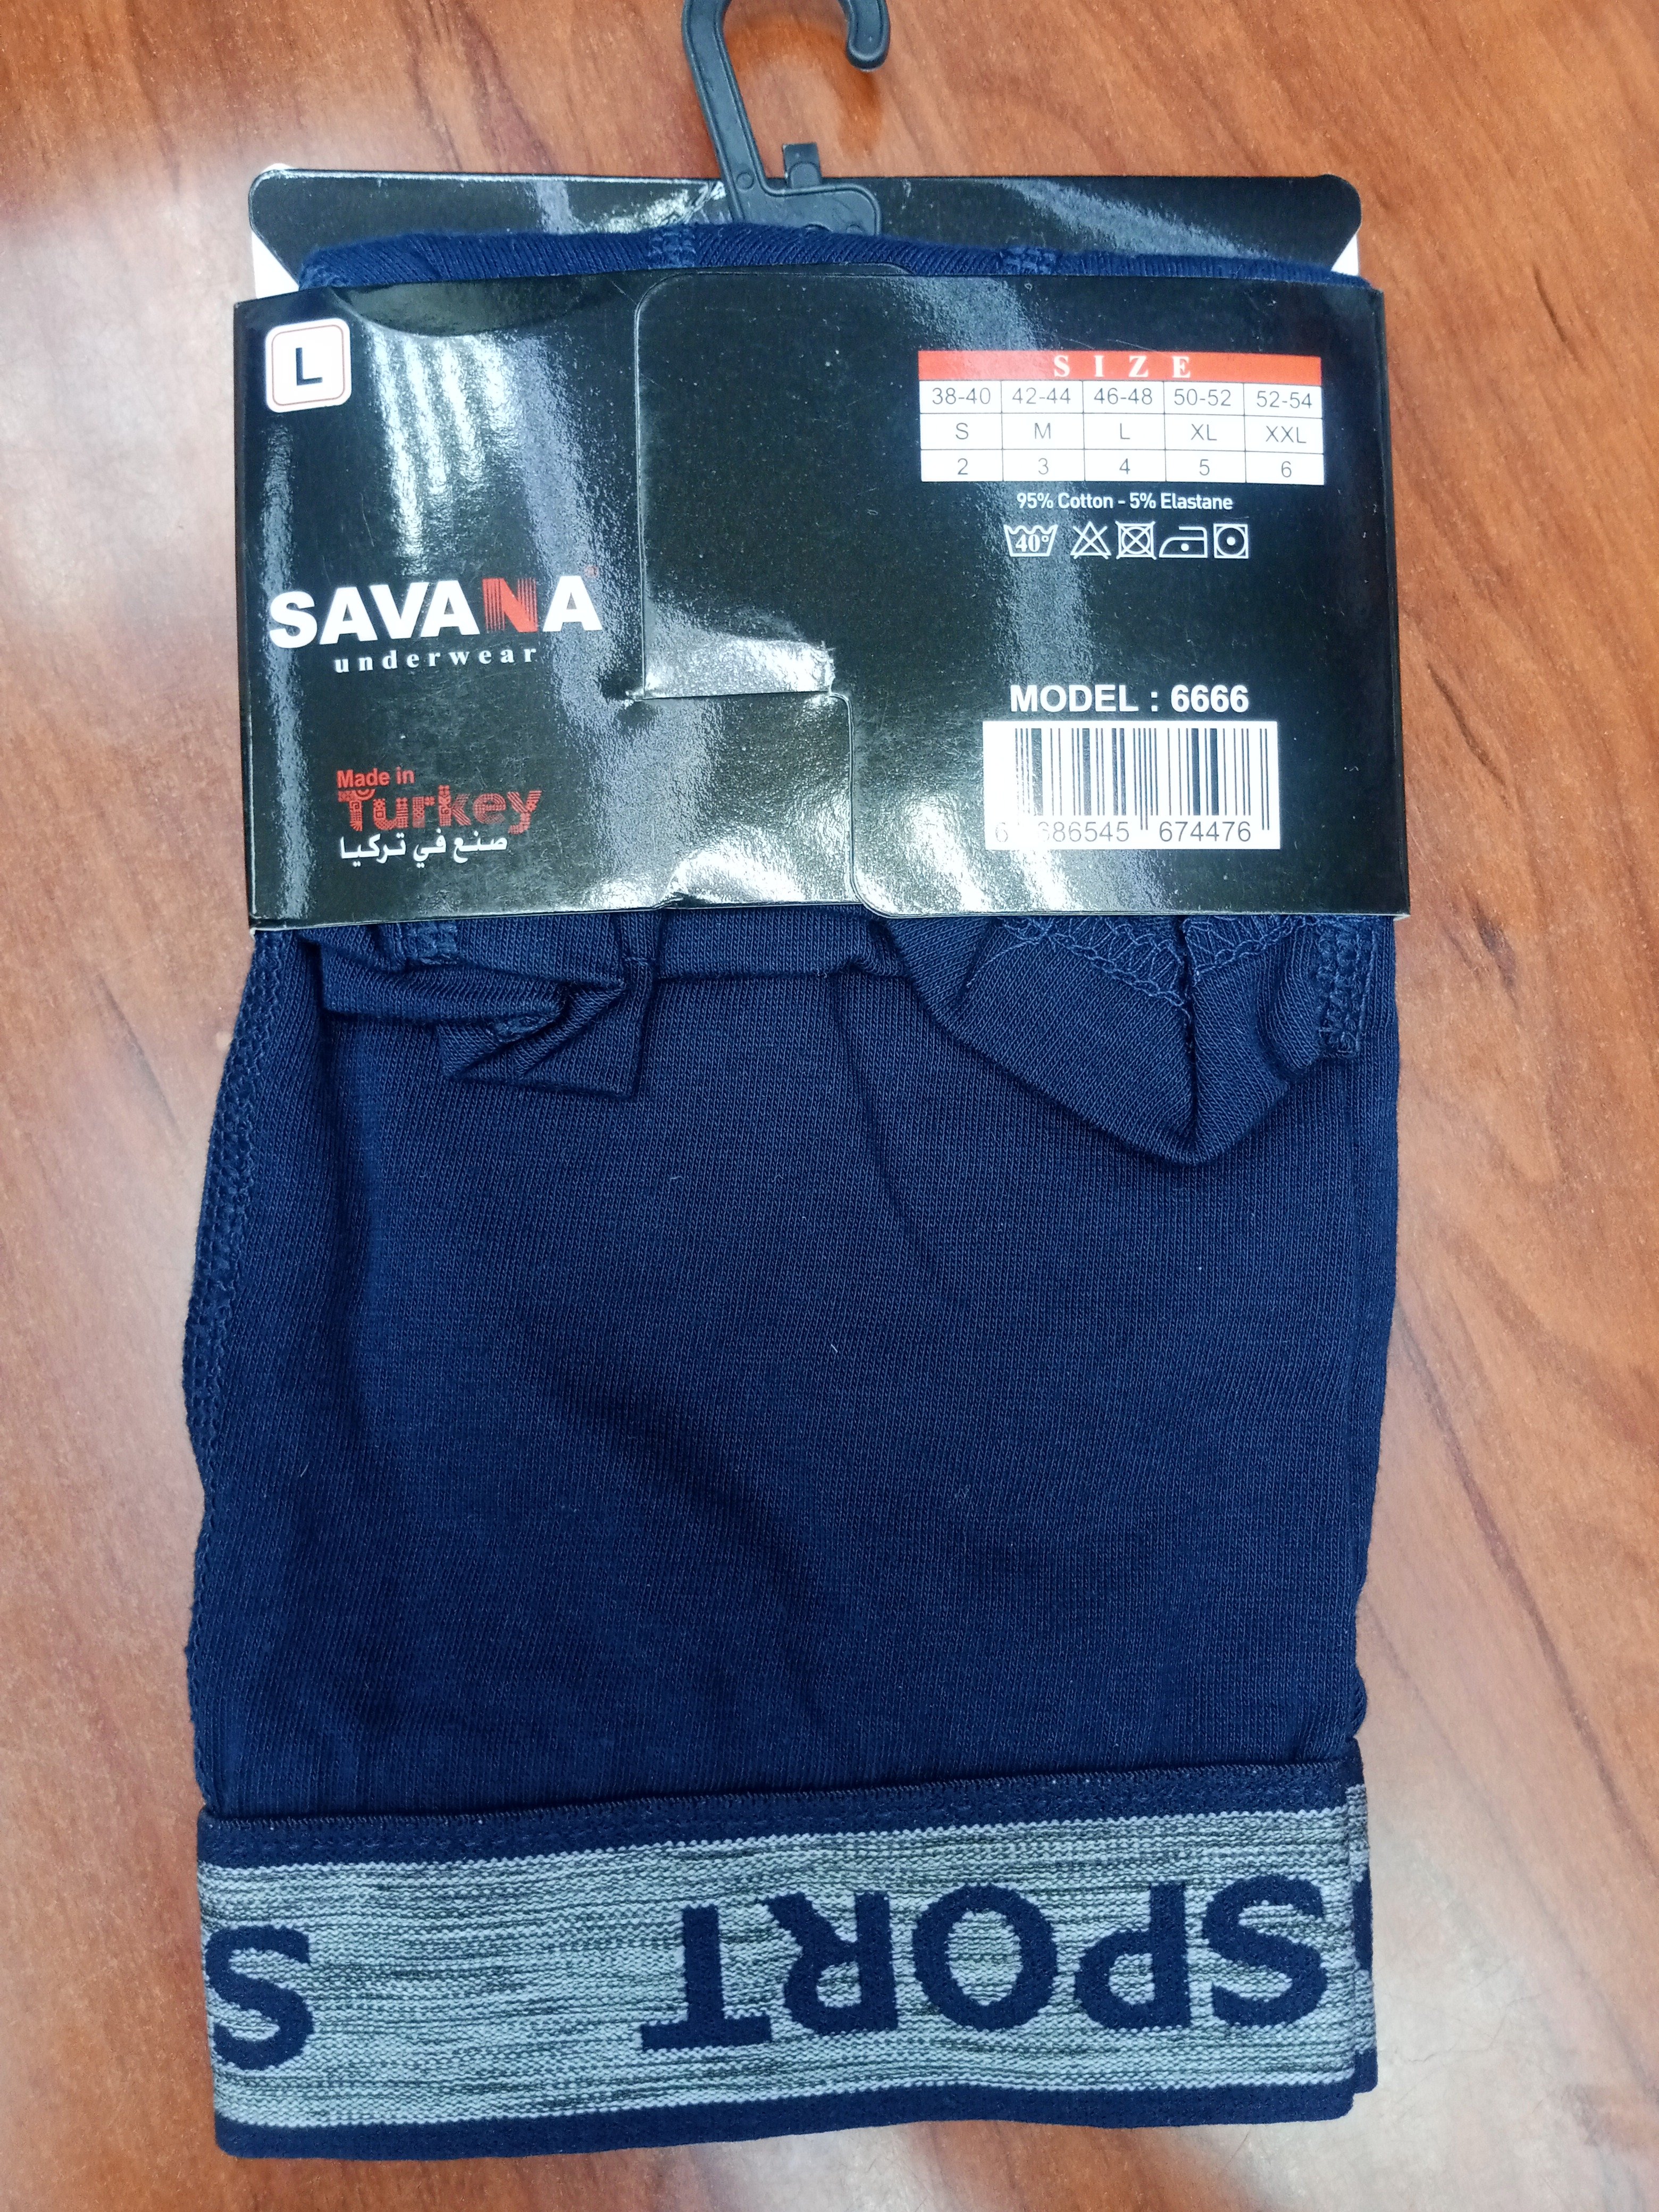 L
SAVANA
underwear
Made in
Turkey
صنع في تركيا
SIZE
38-40 42-44 46-48 50-52 52-54
S M L XL XXL
2 3 4 5 6
95% Cotton - 5% Elastane
40°
MODEL : 6666
674476
SPORT
S